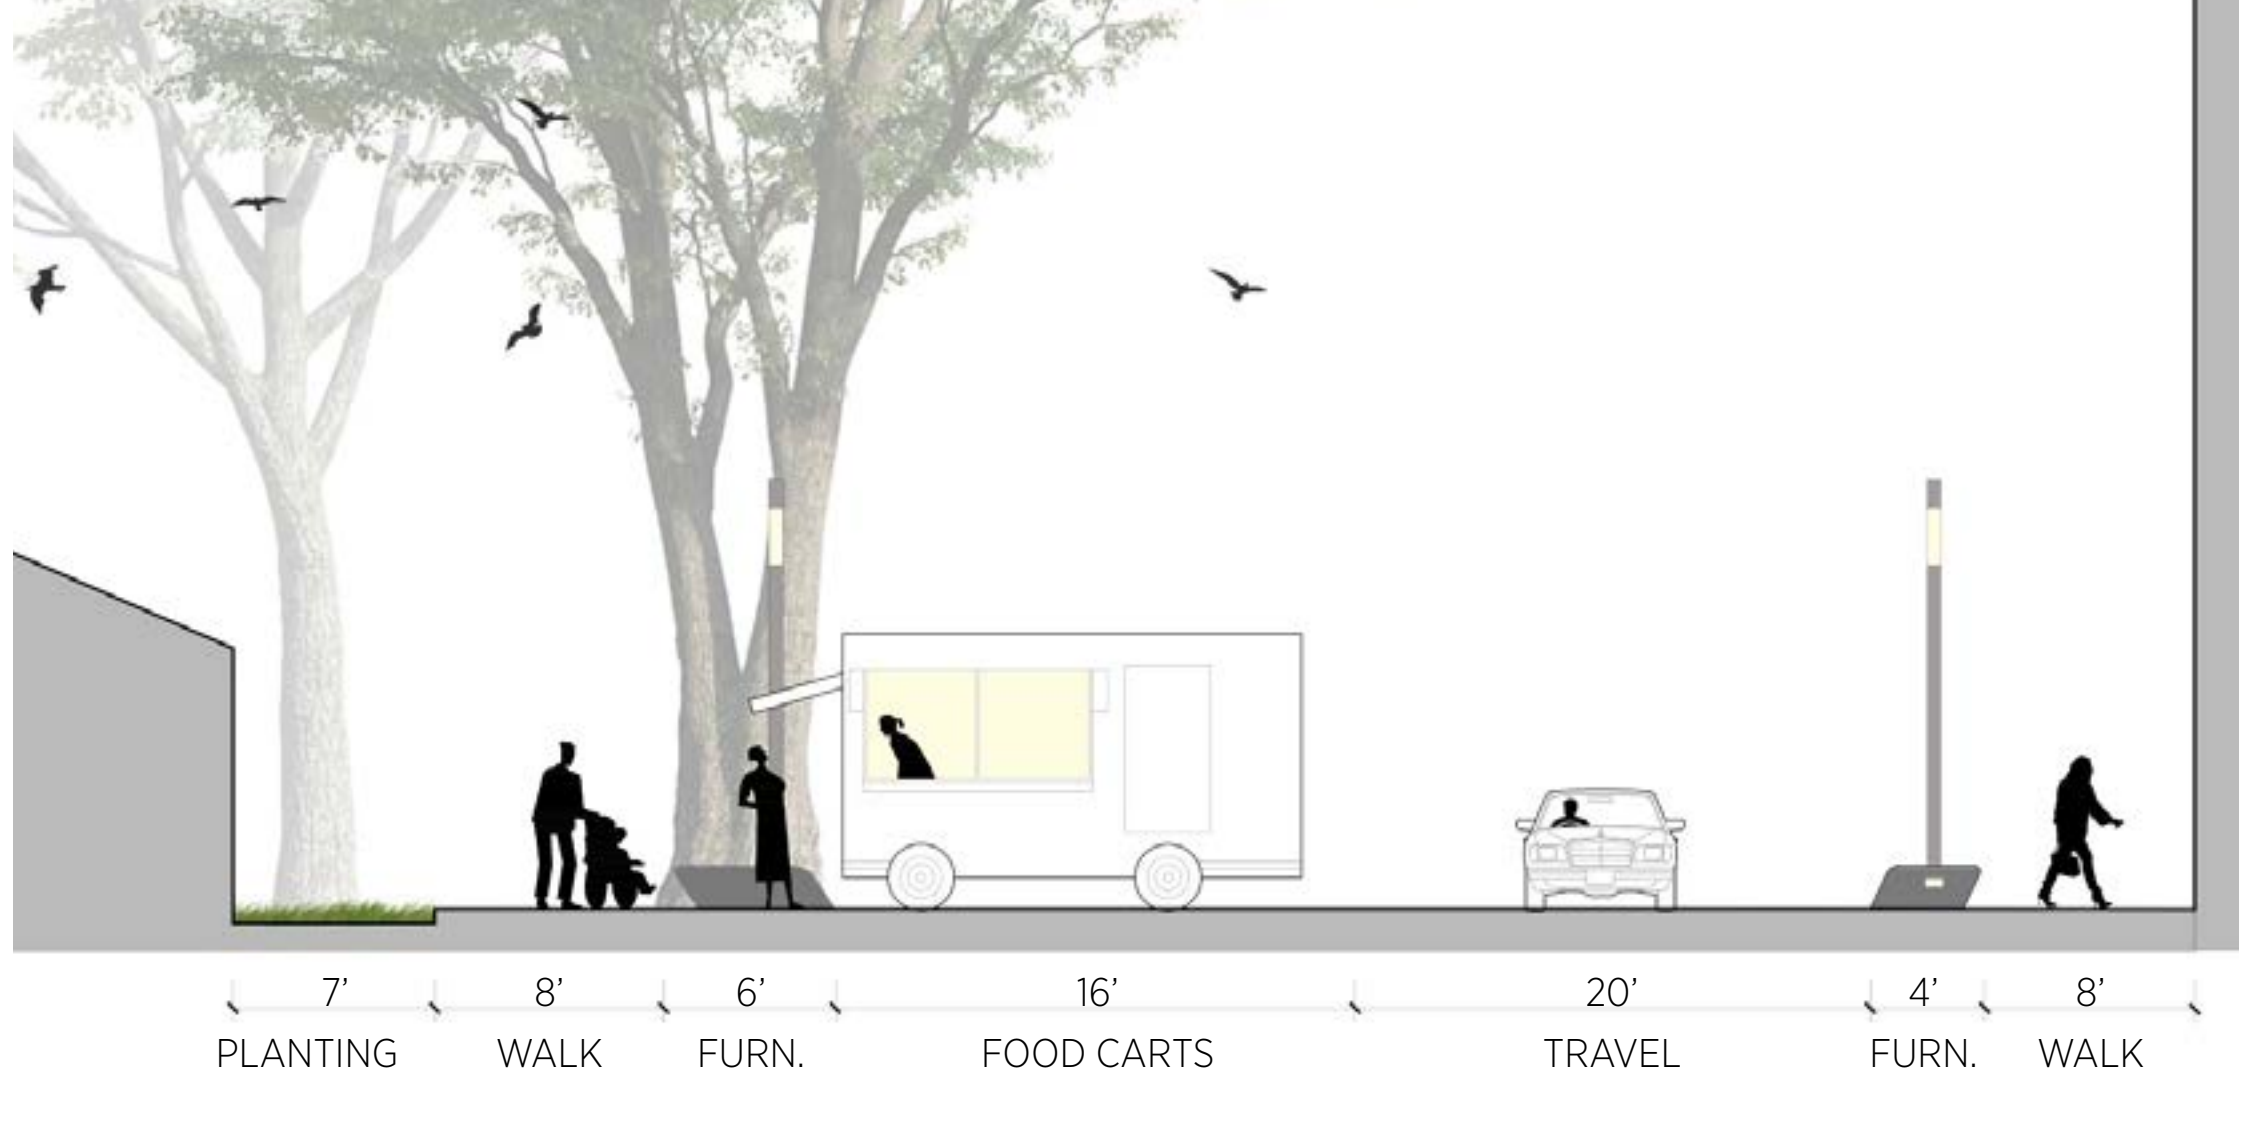 7’ 8’ 6’ 16’ 20’ 4’ 8’
PLANTING WALK FURN. FOOD CARTS TRAVEL FURN. WALK